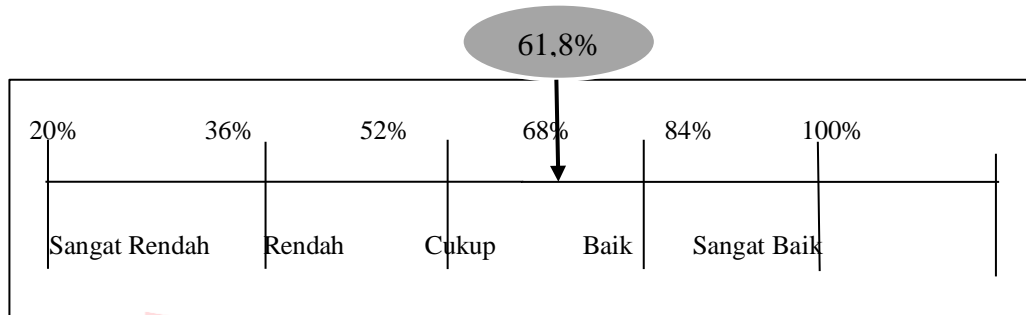 61,8%
20% 36% 52% 68% 84% 100%
Sangat Rendah Rendah Cukup Baik Sangat Baik